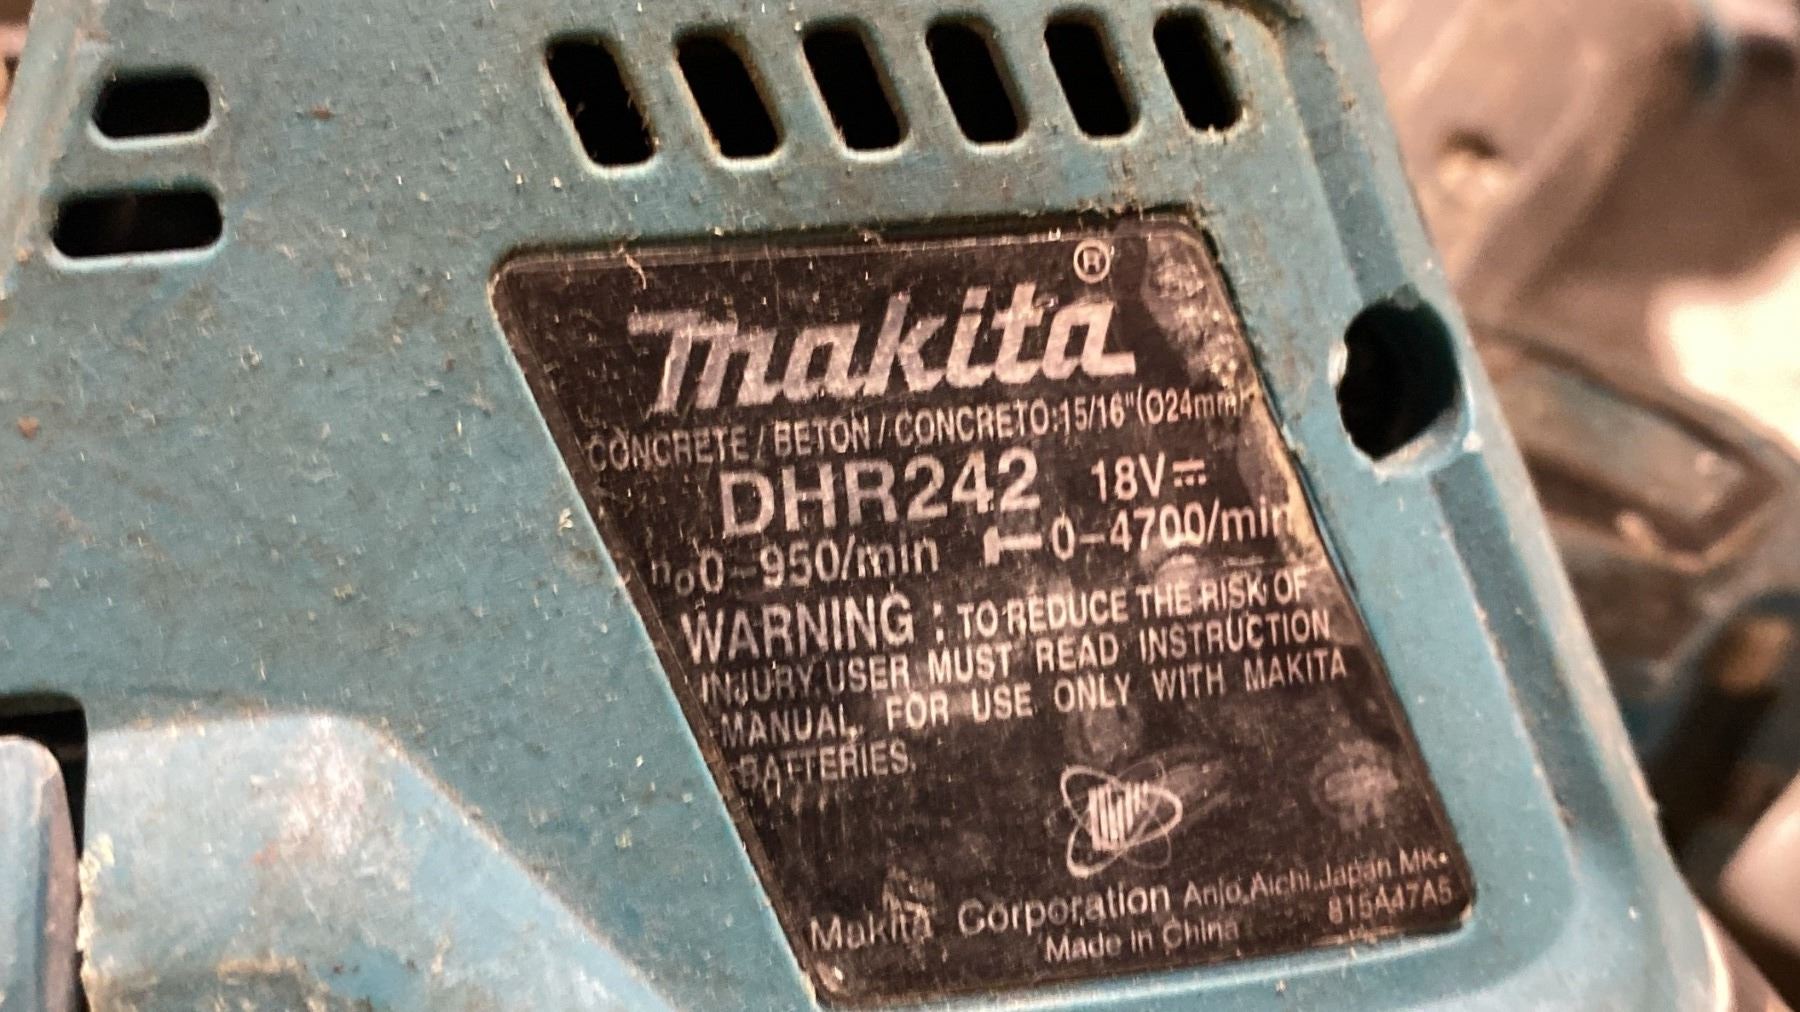 makita®
CONCRETE / BETON / CONCRETO:15/16"(Ø24mm)
DHR242 18V
n₀0-950/min 0-4700/min
WARNING : TO REDUCE THE RISK OF
INJURY, USER MUST READ INSTRUCTION
MANUAL, FOR USE ONLY WITH MAKITA
BATTERIES.
Makita Corporation Anjo, Aichi, Japan MK
Made in China 815A47A5